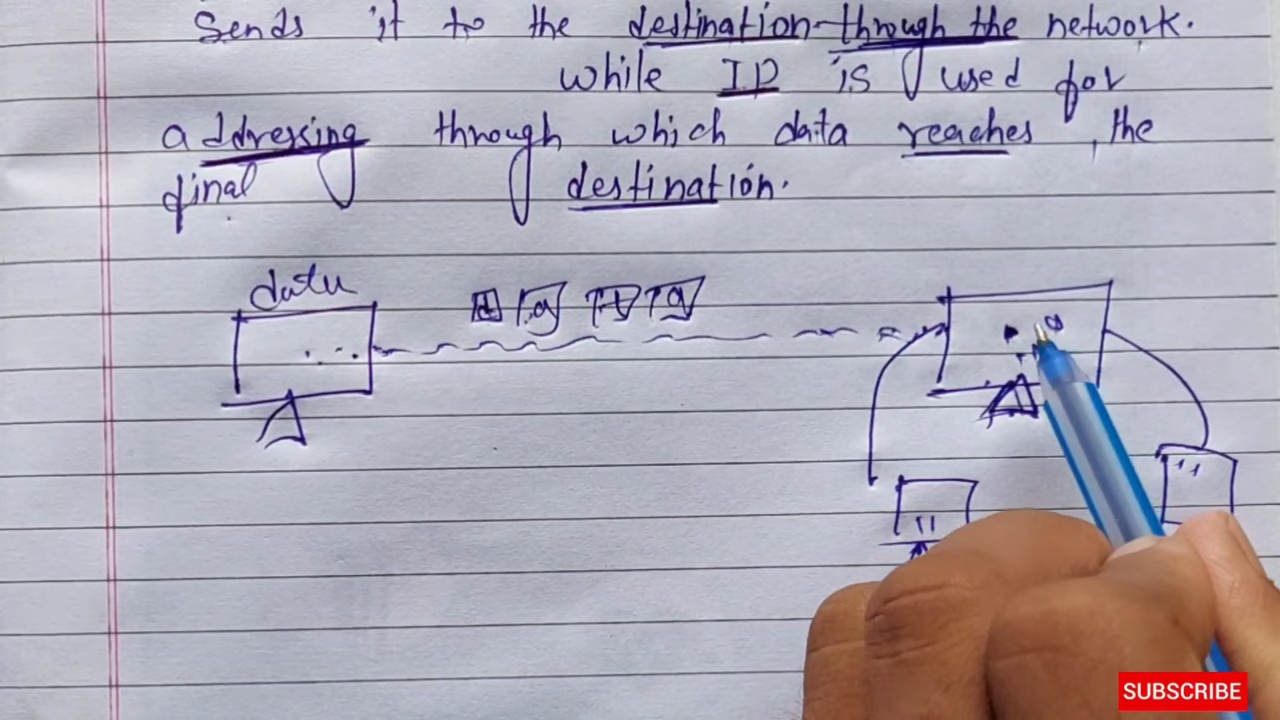 Sends it to the destination through the network.
while IP is used for
addressing through which data reaches the
final destination.
data
SUBSCRIBE